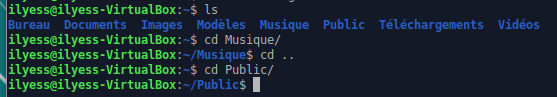 ilyess@ilyess-VirtualBox:~$ ls
Bureau  Documents  Images  Modèles  Musique  Public  Téléchargements  Vidéos
ilyess@ilyess-VirtualBox:~$ cd Musique/
ilyess@ilyess-VirtualBox:~/Musique$ cd ..
ilyess@ilyess-VirtualBox:~$ cd Public/
ilyess@ilyess-VirtualBox:~/Public$